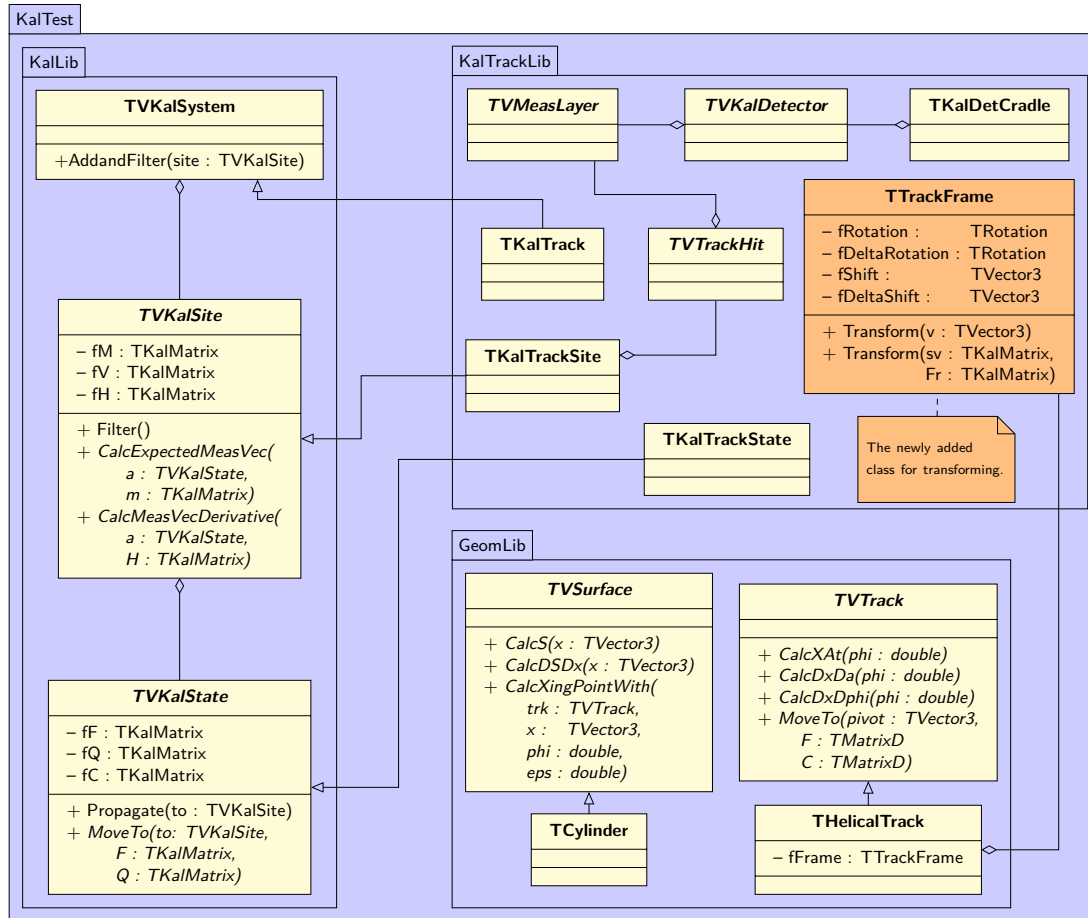 KalTest
KalLib
TVKalSystem
+AddandFilter(site : TVKalSite)
TVKalSite
– fM : TKalMatrix
– fV : TKalMatrix
– fH : TKalMatrix
+ Filter()
+ CalcExpectedMeasVec(
a : TVKalState,
m : TKalMatrix)
+ CalcMeasVecDerivative(
a : TVKalState,
H : TKalMatrix)
TVKalState
– fF : TKalMatrix
– fQ : TKalMatrix
– fC : TKalMatrix
+ Propagate(to : TVKalSite)
+ MoveTo(to: TVKalSite,
F : TKalMatrix,
Q : TKalMatrix)
KalTrackLib
TVMeasLayer
TVKalDetector
TKalDetCradle
TKalTrack
TVTrackHit
TTrackFrame
– fRotation : TRotation
– fDeltaRotation : TRotation
– fShift : TVector3
– fDeltaShift : TVector3
+ Transform(v : TVector3)
+ Transform(sv : TKalMatrix,
Fr : TKalMatrix)
TKalTrackSite
TKalTrackState
The newly added
class for transforming.
GeomLib
TVSurface
+ CalcS(x : TVector3)
+ CalcDSDx(x : TVector3)
+ CalcXingPointWith(
trk : TVTrack,
x : TVector3,
phi : double,
eps : double)
TCylinder
TVTrack
+ CalcXAt(phi : double)
+ CalcDxDa(phi : double)
+ CalcDxDphi(phi : double)
+ MoveTo(pivot : TVector3,
F : TMatrixD
C : TMatrixD)
THelicalTrack
– fFrame : TTrackFrame